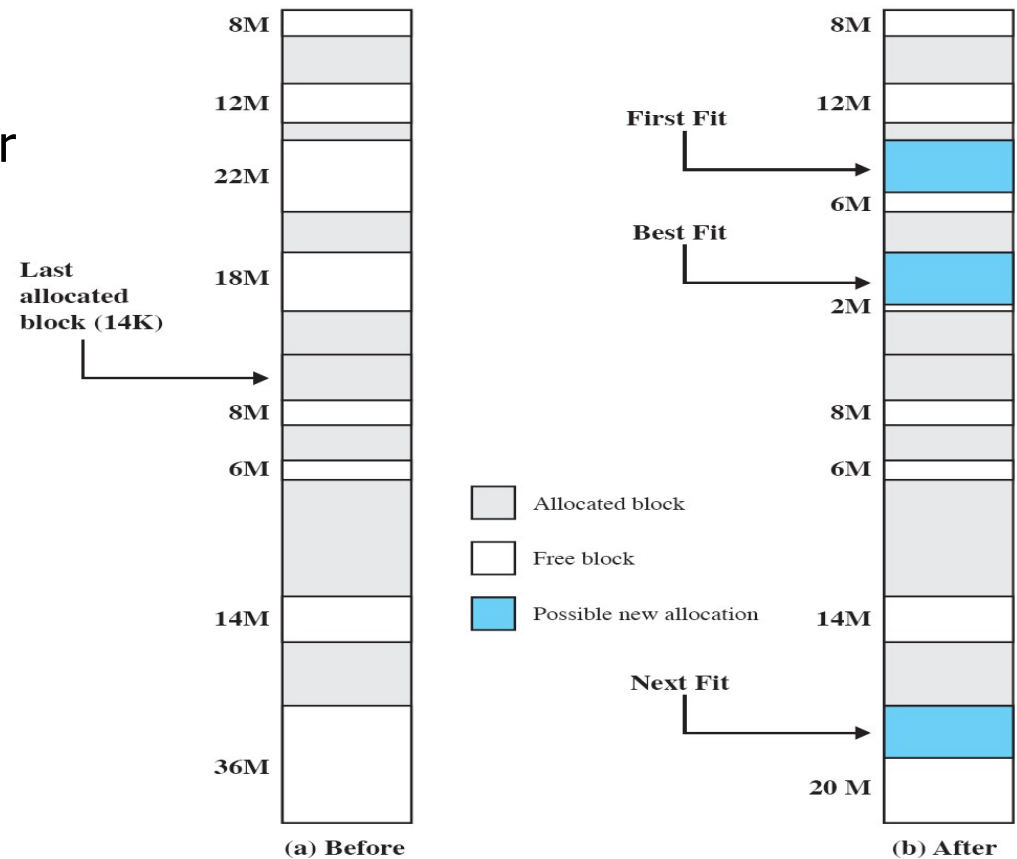 r
8M
12M
22M
18M
Last
allocated
block (14K)
8M
6M
14M
36M
(a) Before
Allocated block
Free block
Possible new allocation
8M
12M
First Fit
6M
Best Fit
2M
8M
6M
14M
Next Fit
20 M
(b) After